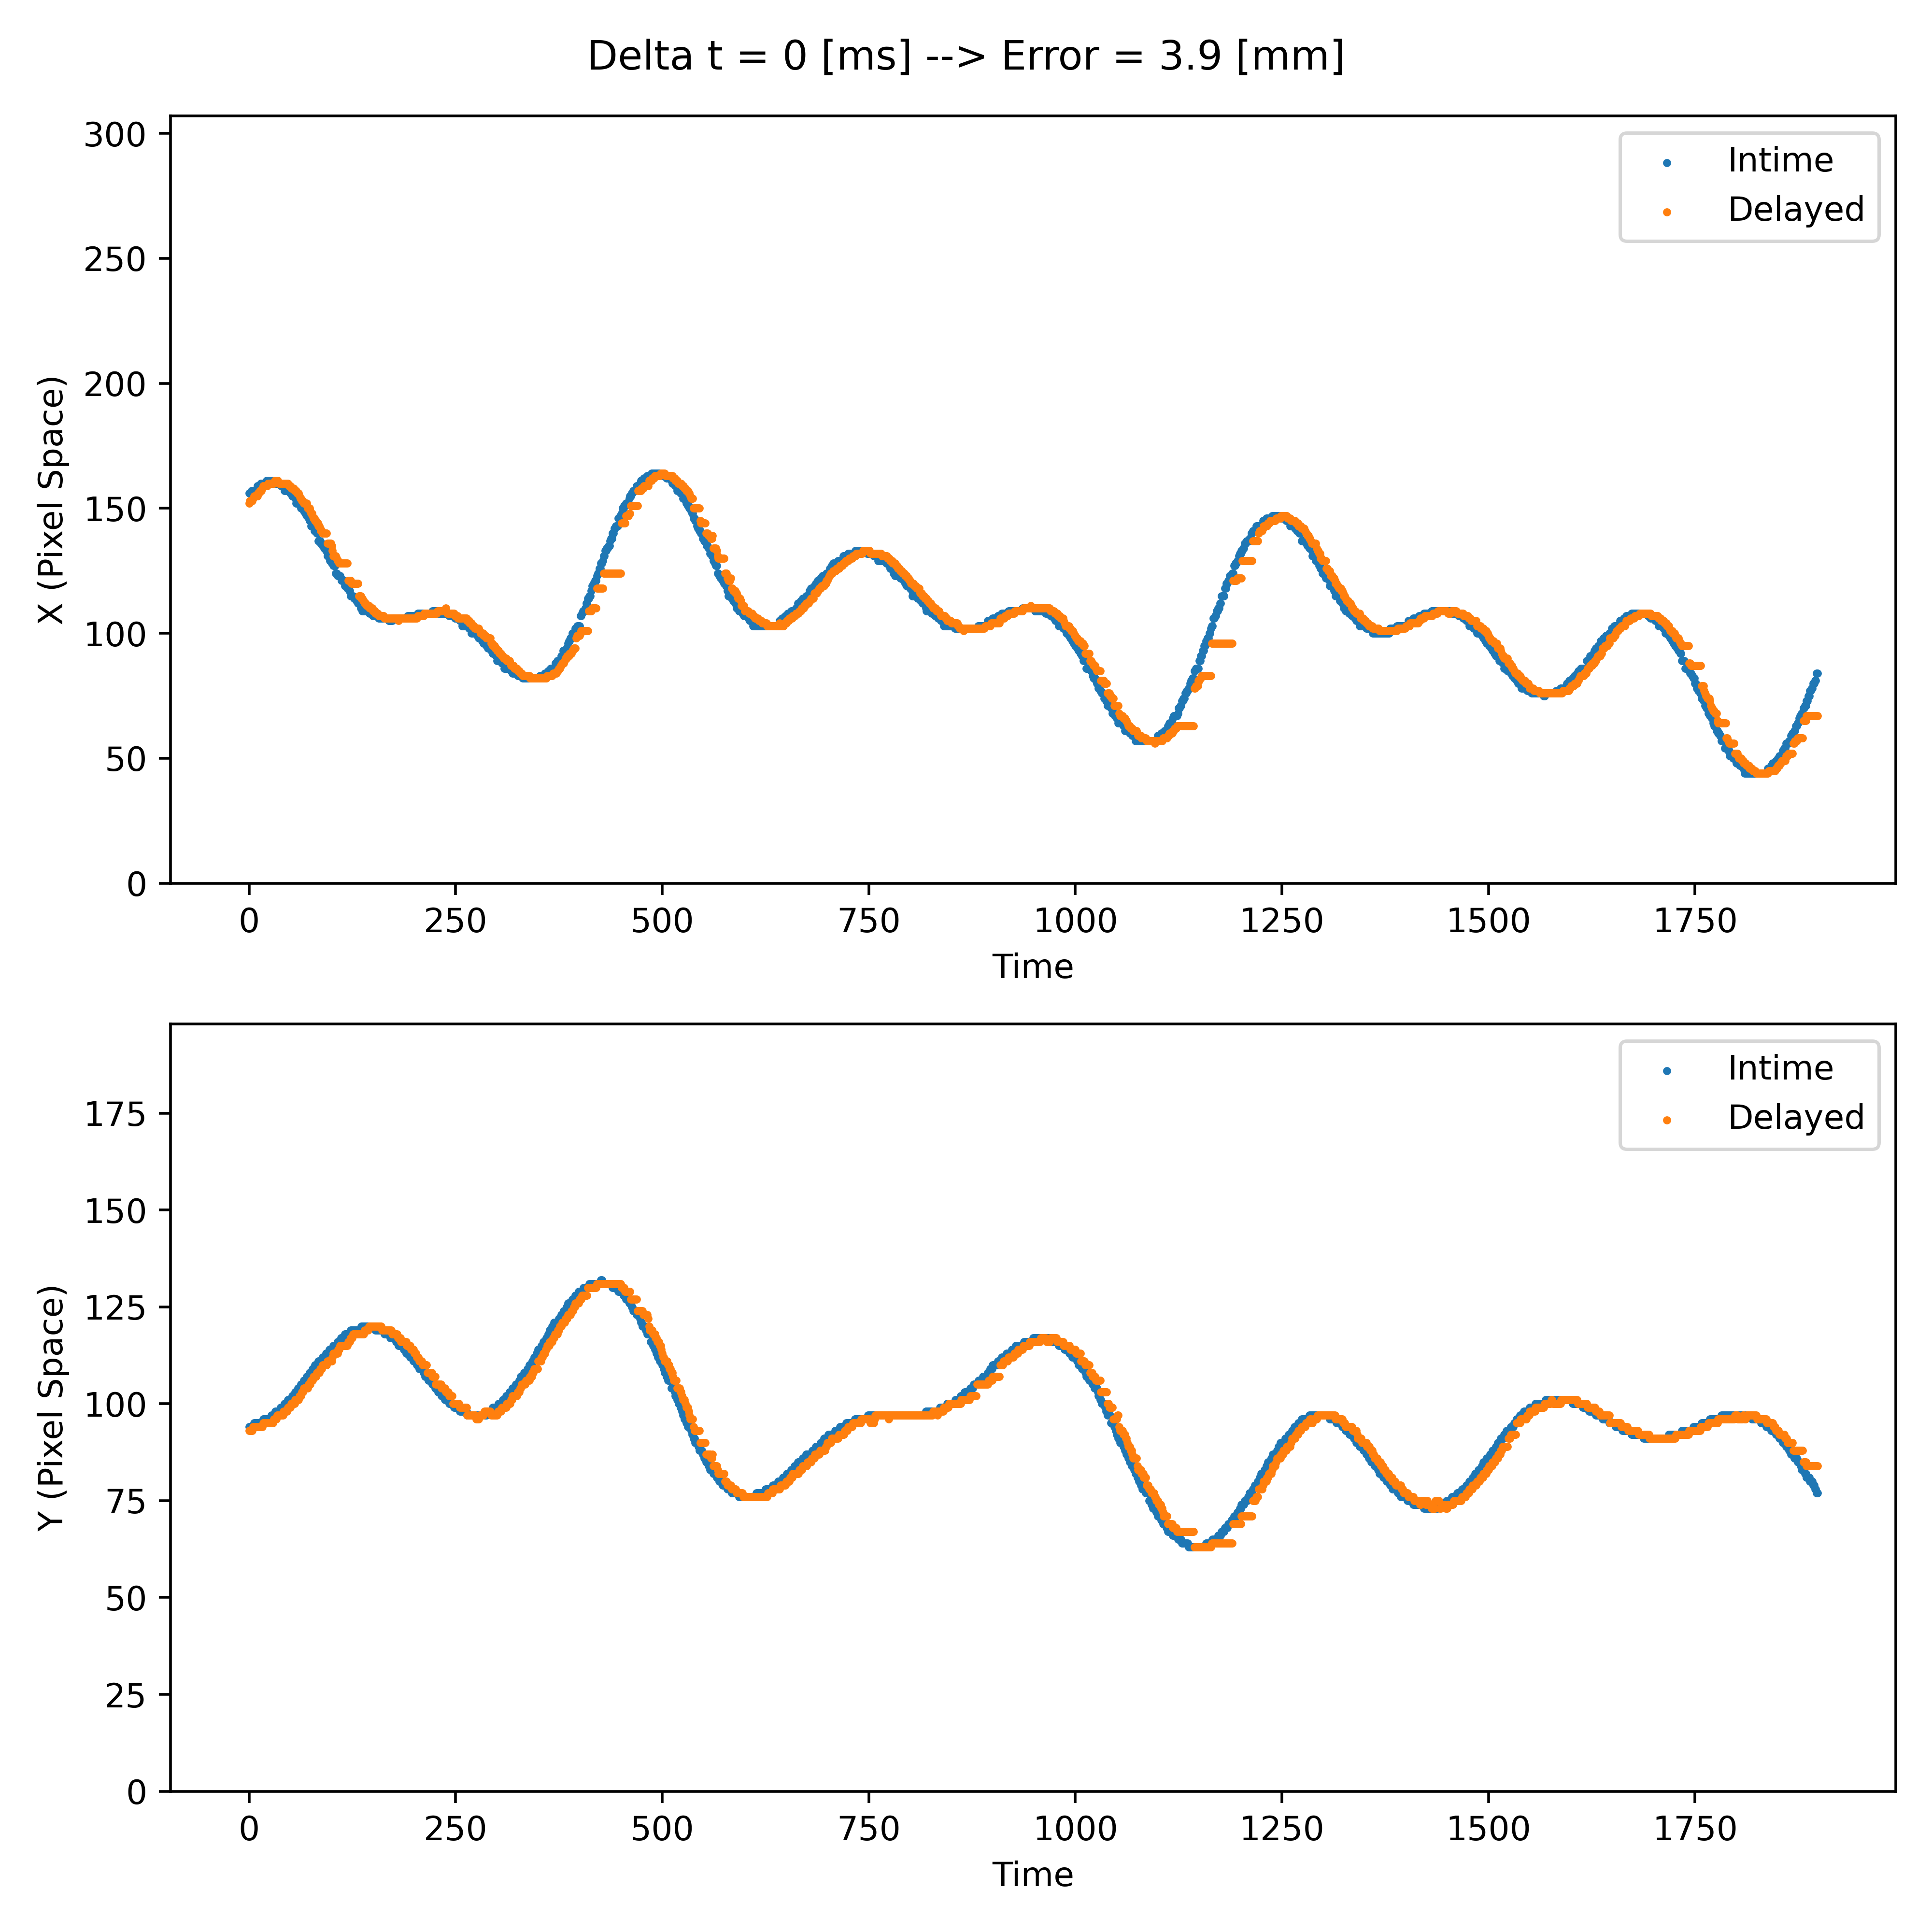 Delta t = 0 [ms] --> Error = 3.9 [mm]
300
250
200
150
100
50
0
X (Pixel Space)
Intime
Delayed
0 250 500 750 1000 1250 1500 1750
Time
175
150
125
100
75
50
25
0
Y (Pixel Space)
Intime
Delayed
0 250 500 750 1000 1250 1500 1750
Time